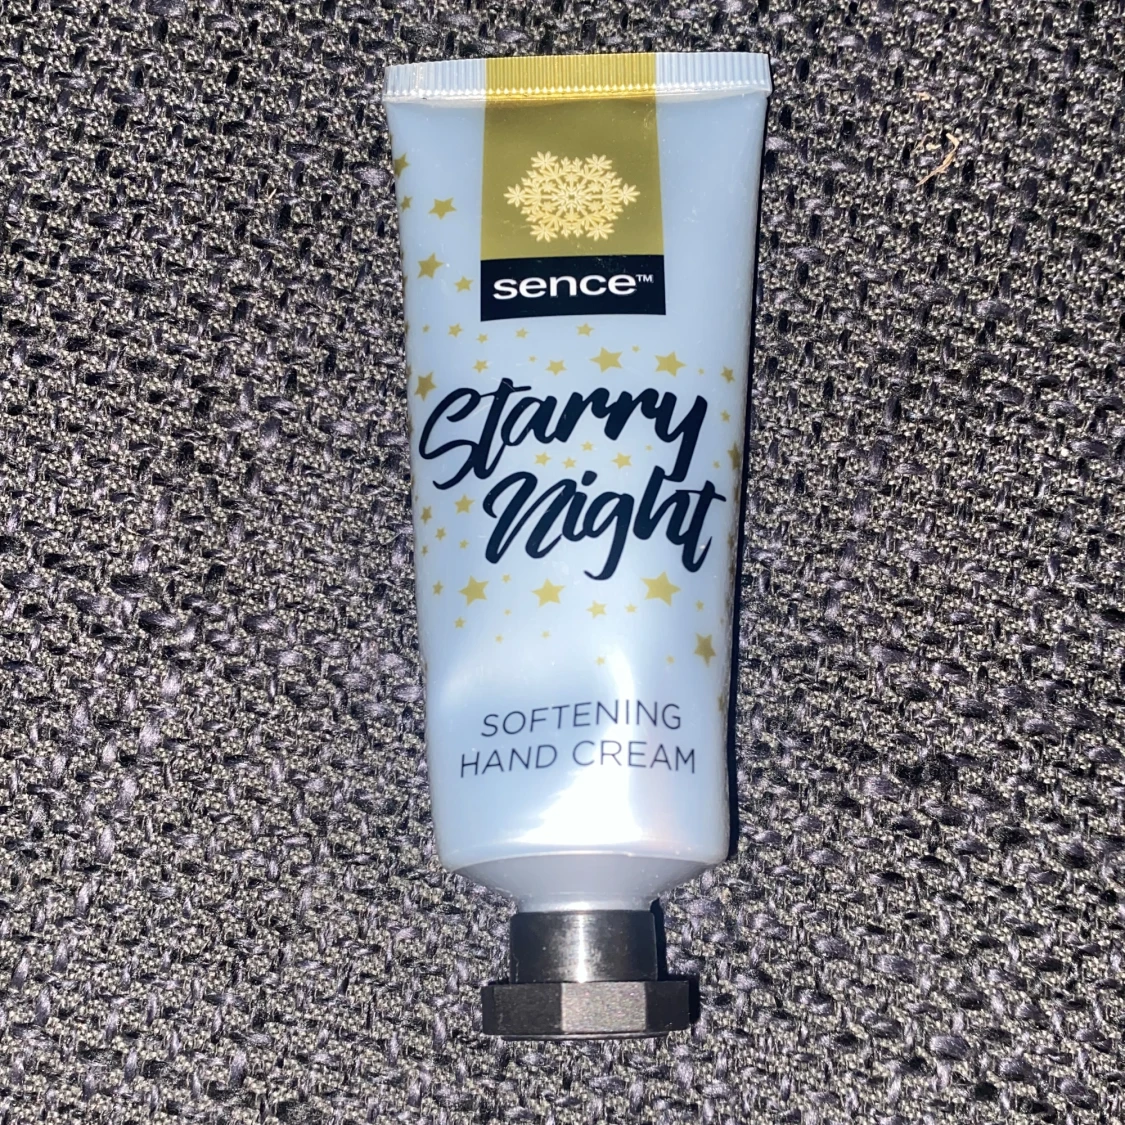 sence™
Starry
Night
SOFTENING
HAND CREAM